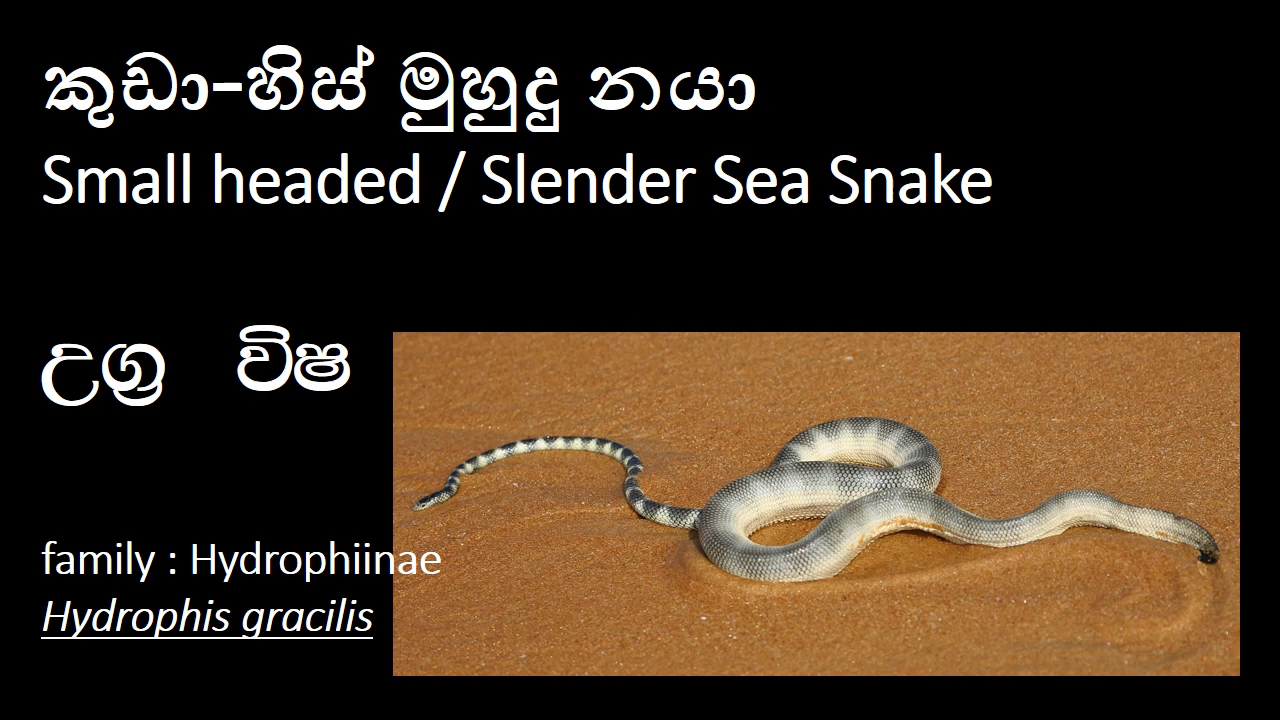 කුඩා-හිස් මුහුදු නයා
Small headed / Slender Sea Snake
උග්‍ර විෂ
family : Hydrophiinae
Hydrophis gracilis